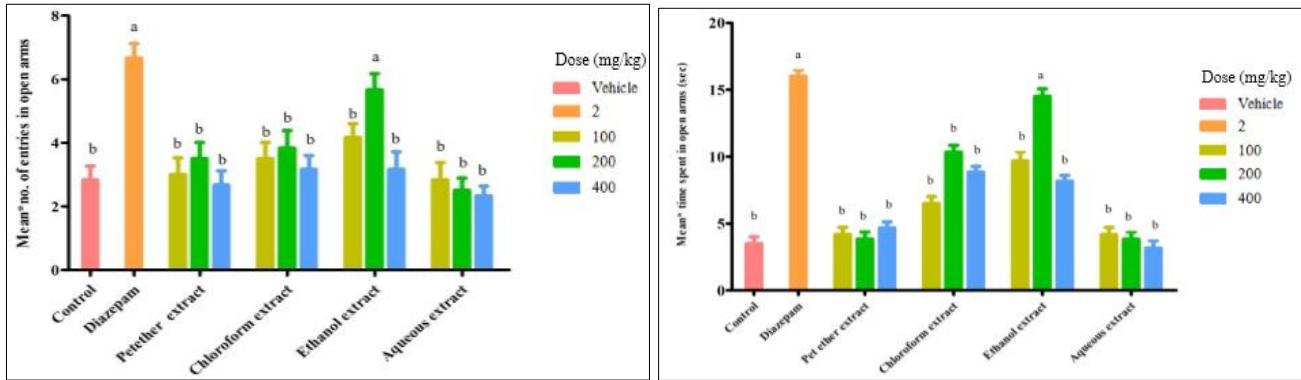 Mean*no. of entries in open arms
8
6
4
2
0
b
a
b
b
b
b
b
b
b
a
b
b
b
b
Control
Diazepam
Petether extract
Chloroform extract
Ethanol extract
Aqueous extract
Dose (mg/kg)
Vehicle
2
100
200
400
Mean* time spent in open arms (sec)
20
15
10
5
0
b
a
b
b
b
b
b
b
b
a
b
b
b
b
Control
Diazepam
Pet ether extract
Chloroform extract
Ethanol extract
Aqueous extract
Dose (mg/kg)
Vehicle
2
100
200
400